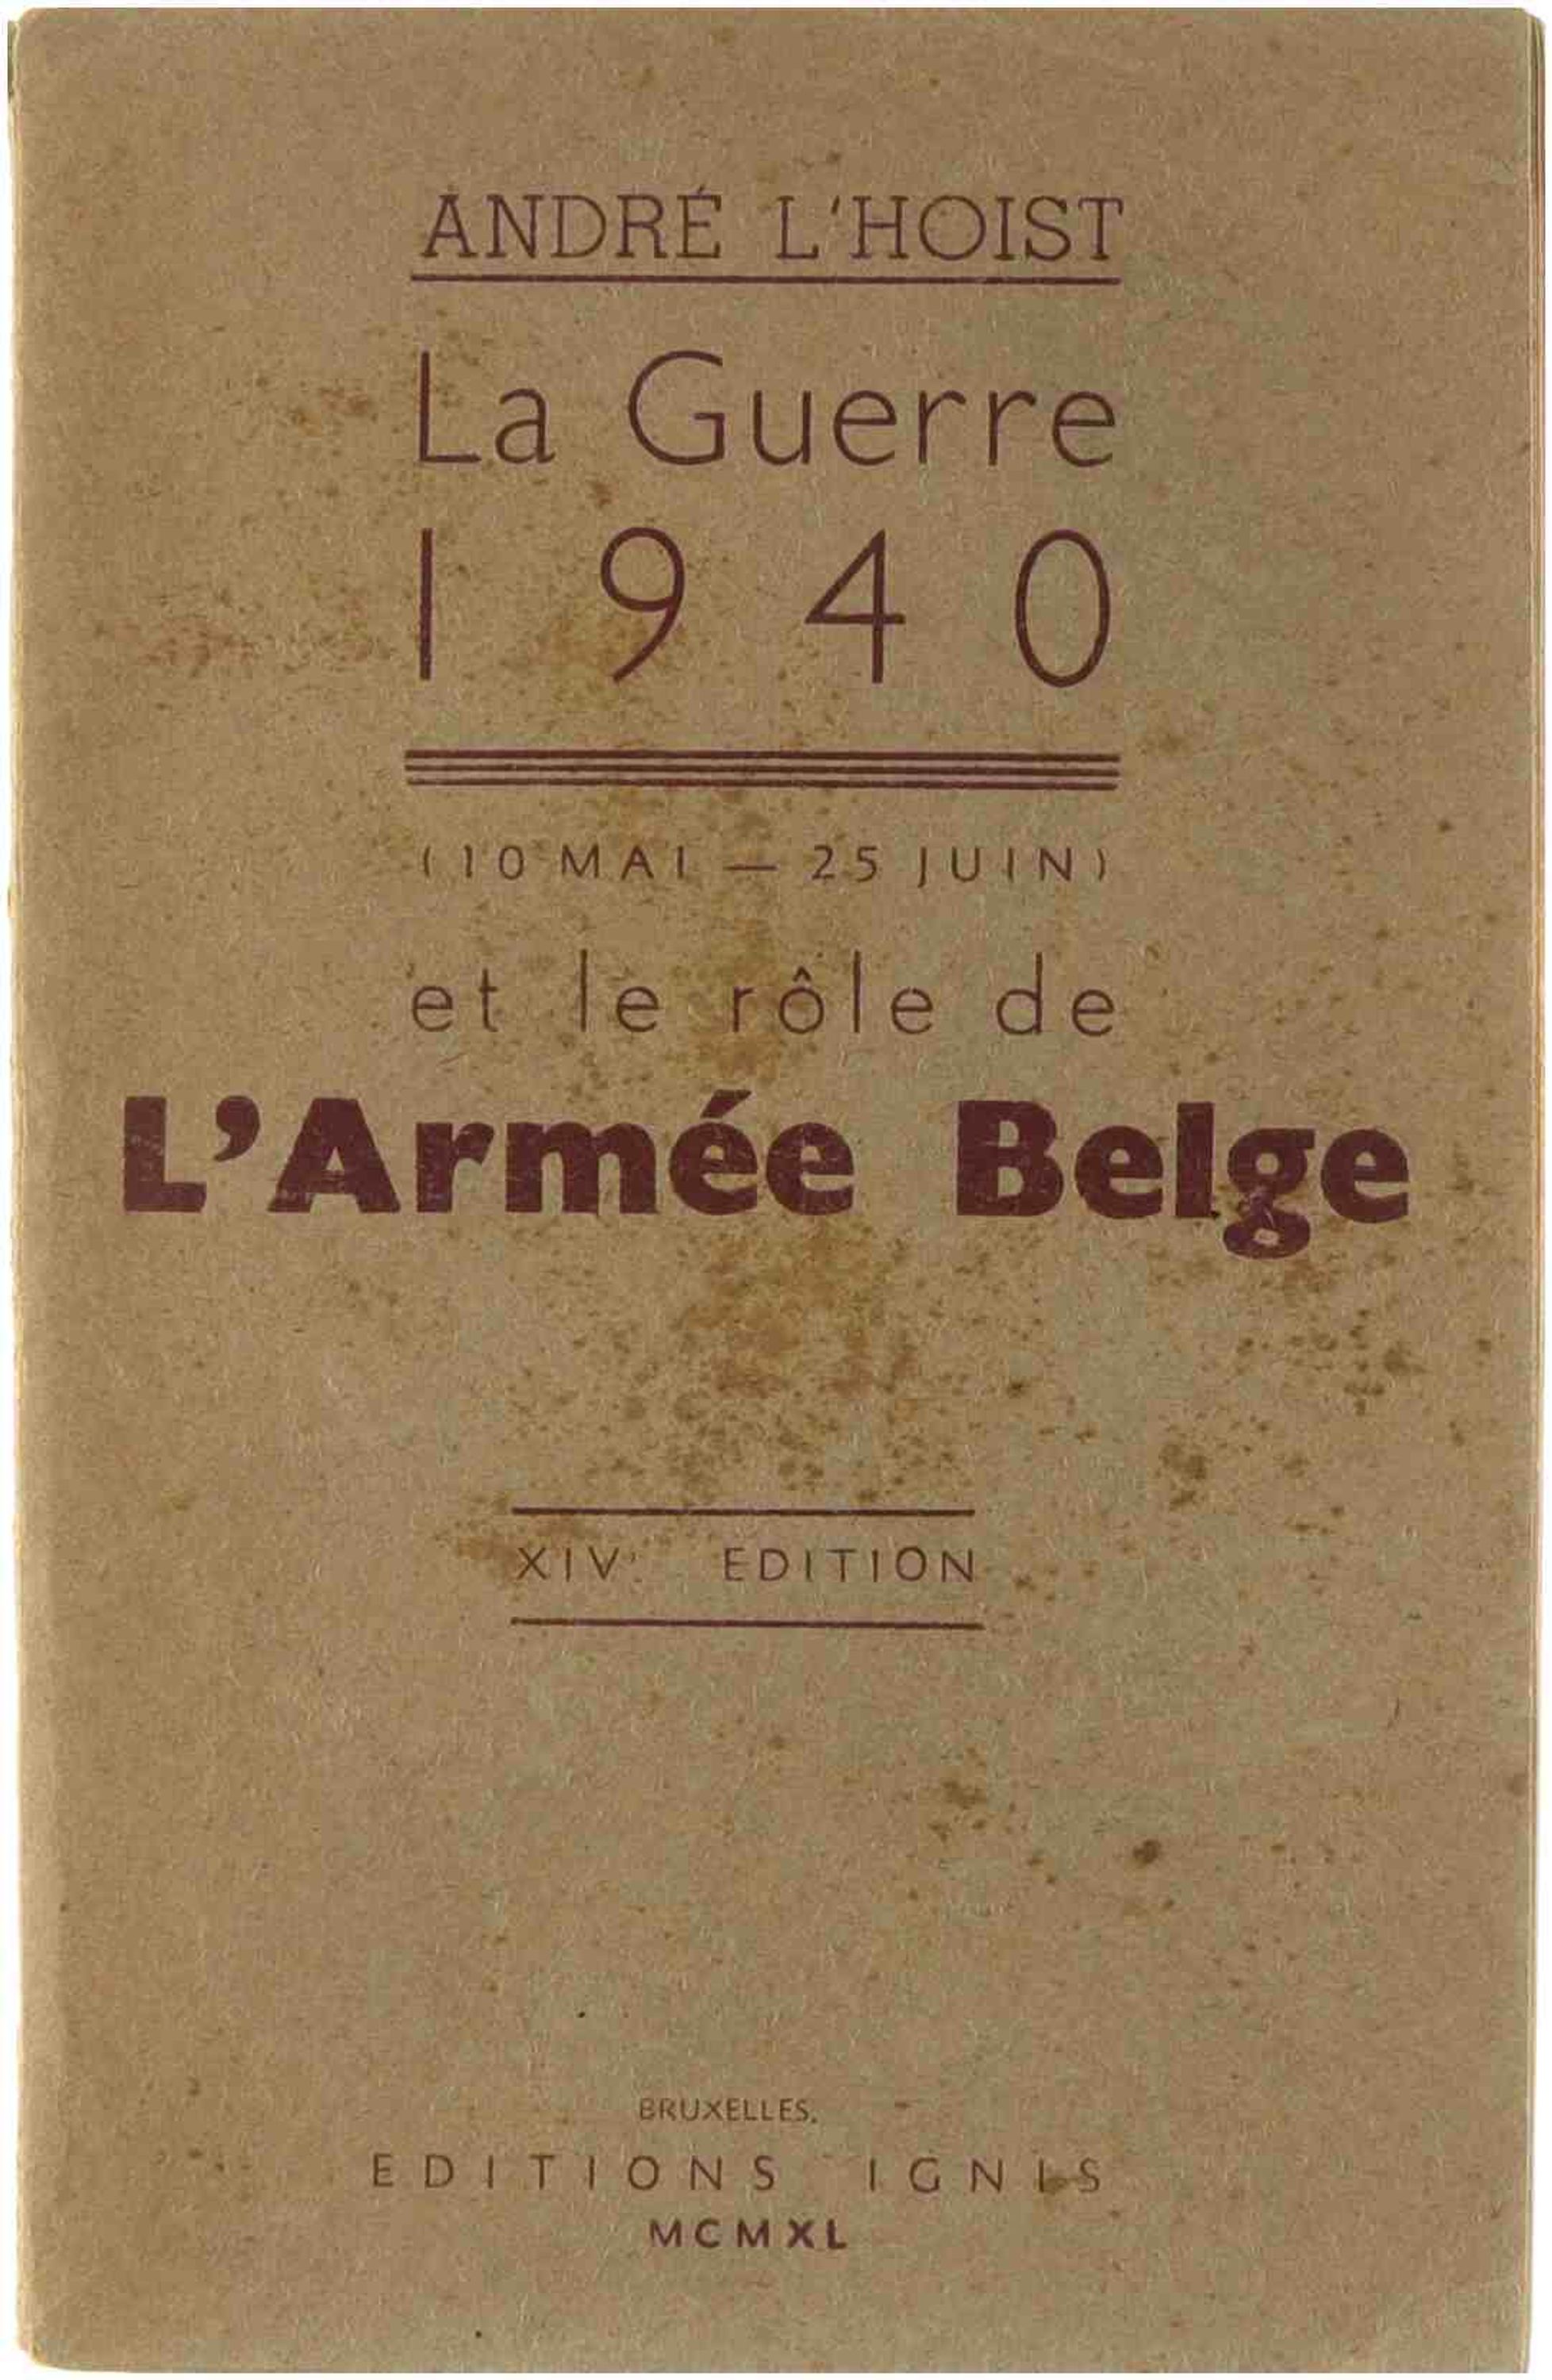 ANDRÉ L'HOIST
La Guerre
1940
(10 MAI — 25 JUIN)
et le rôle de
L'Armée Belge
XIVe EDITION
BRUXELLES.
EDITIONS IGNIS
MCMXL